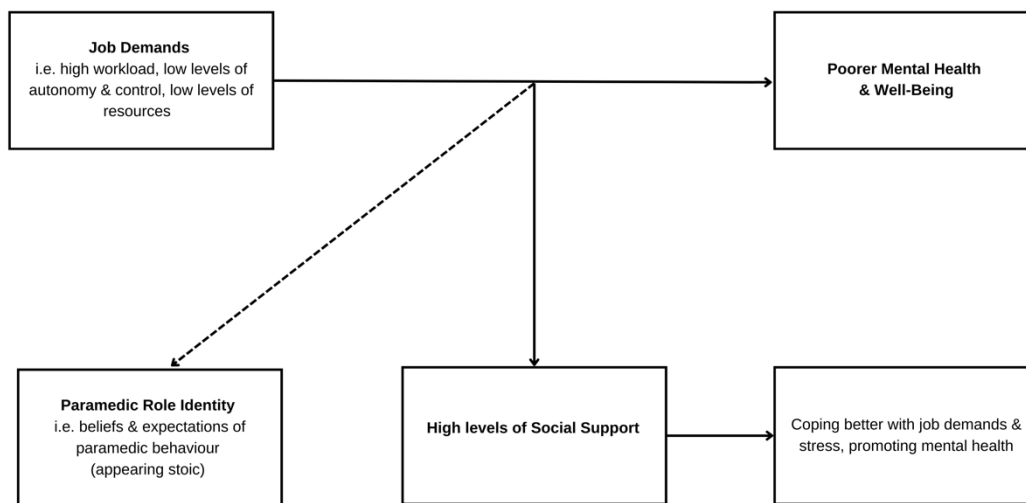 Job Demands
i.e. high workload, low levels of
autonomy & control, low levels of
resources
Poorer Mental Health
& Well-Being
Paramedic Role Identity
i.e. beliefs & expectations of
paramedic behaviour
(appearing stoic)
High levels of Social Support
Coping better with job demands &
stress, promoting mental health